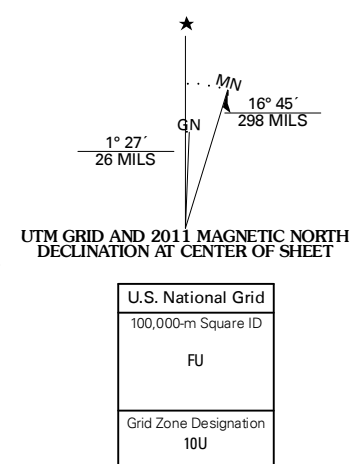 ★
MN
16° 45´
298 MILS
GN
1° 27´
26 MILS
UTM GRID AND 2011 MAGNETIC NORTH
DECLINATION AT CENTER OF SHEET
U.S. National Grid
100,000-m Square ID
FU
Grid Zone Designation
10U